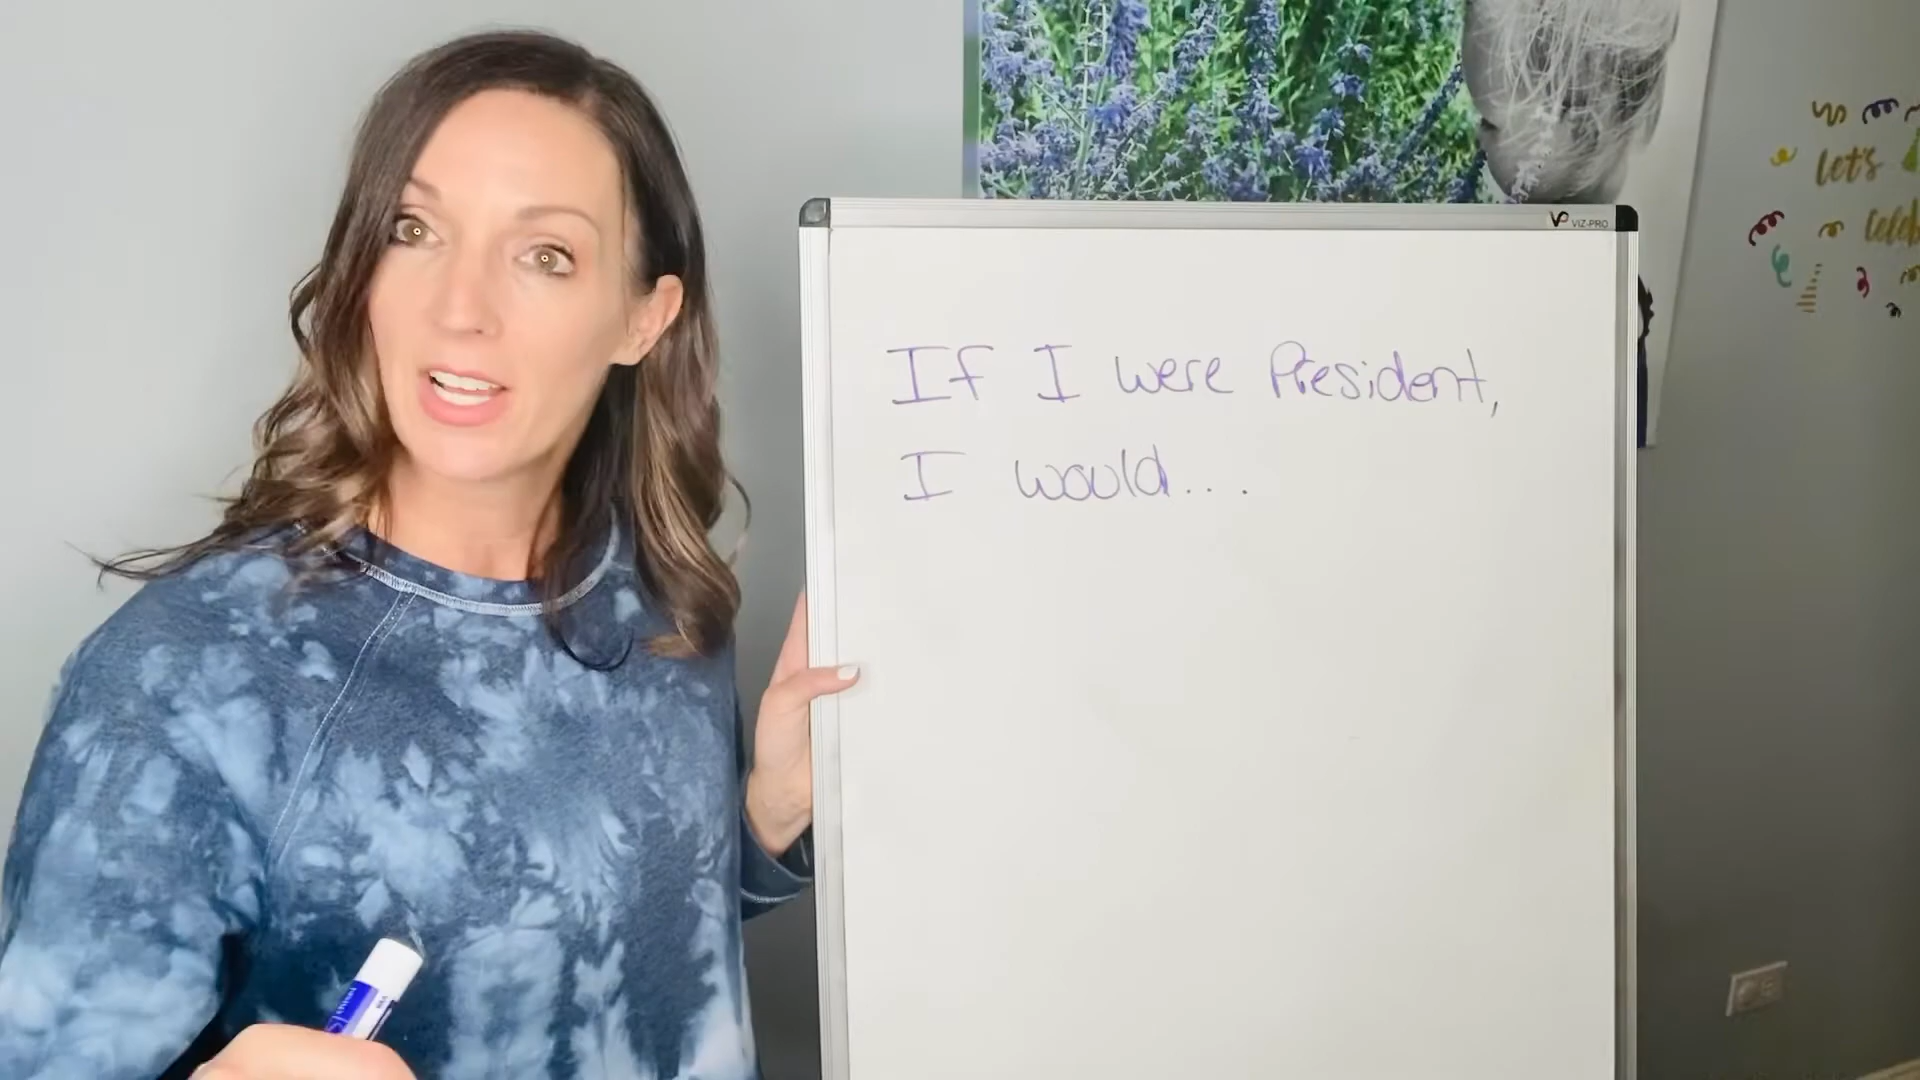 If I were President,
I would...
VIZ-PRO
let's